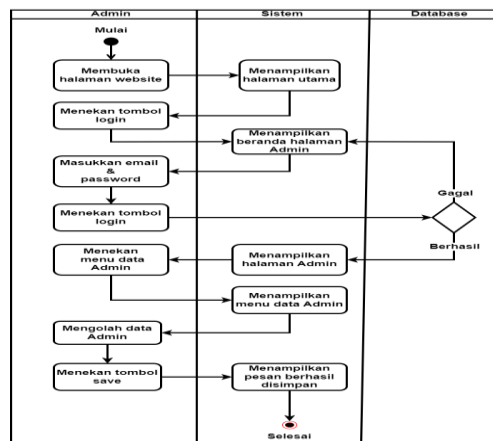 Admin
Sistem
Database
Mulai
Membuka
halaman website
Menampilkan
halaman utama
Menekan tombol
login
Menampilkan
beranda halaman
Admin
Masukkan email
&
password
Gagal
Menekan tombol
login
Berhasil
Menekan
menu data
Admin
Menampilkan
halaman Admin
Menampilkan
menu data Admin
Mengolah data
Admin
Menekan tombol
save
Menampilkan
pesan berhasil
disimpan
Selesai